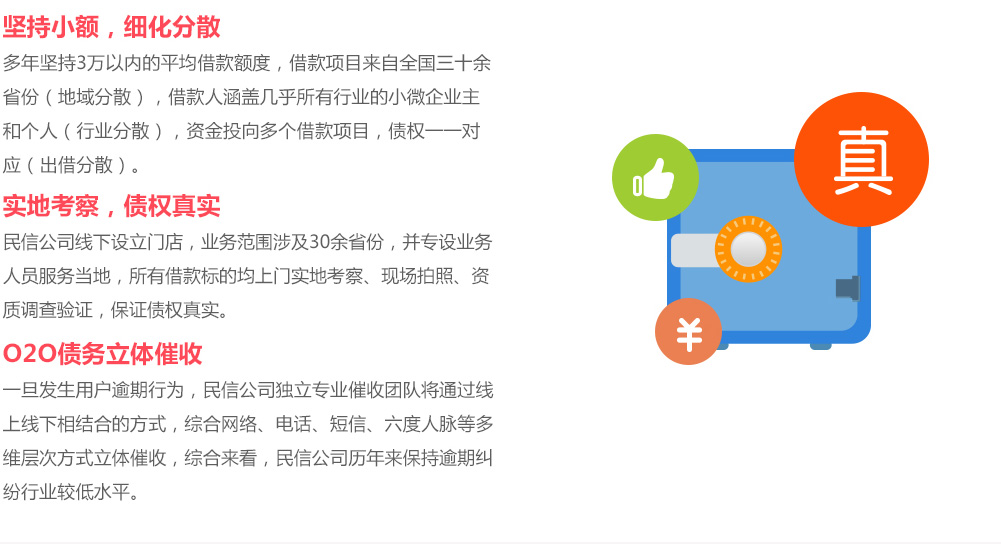 坚持小额，细化分散
多年坚持3万以内的平均借款额度，借款项目来自全国三十余
省份（地域分散），借款人涵盖几乎所有行业的小微企业主
和个人（行业分散），资金投向多个借款项目，债权一一对
应（出借分散）。
实地考察，债权真实
民信公司线下设立门店，业务范围涉及30余省份，并专设业务
人员服务当地，所有借款标的均上门实地考察、现场拍照、资
质调查验证，保证债权真实。
O2O债务立体催收
一旦发生用户逾期行为，民信公司独立专业催收团队将通过线
上线下相结合的方式，综合网络、电话、短信、六度人脉等多
维层次方式立体催收，综合来看，民信公司历年来保持逾期纠
纷行业较低水平。
真
¥